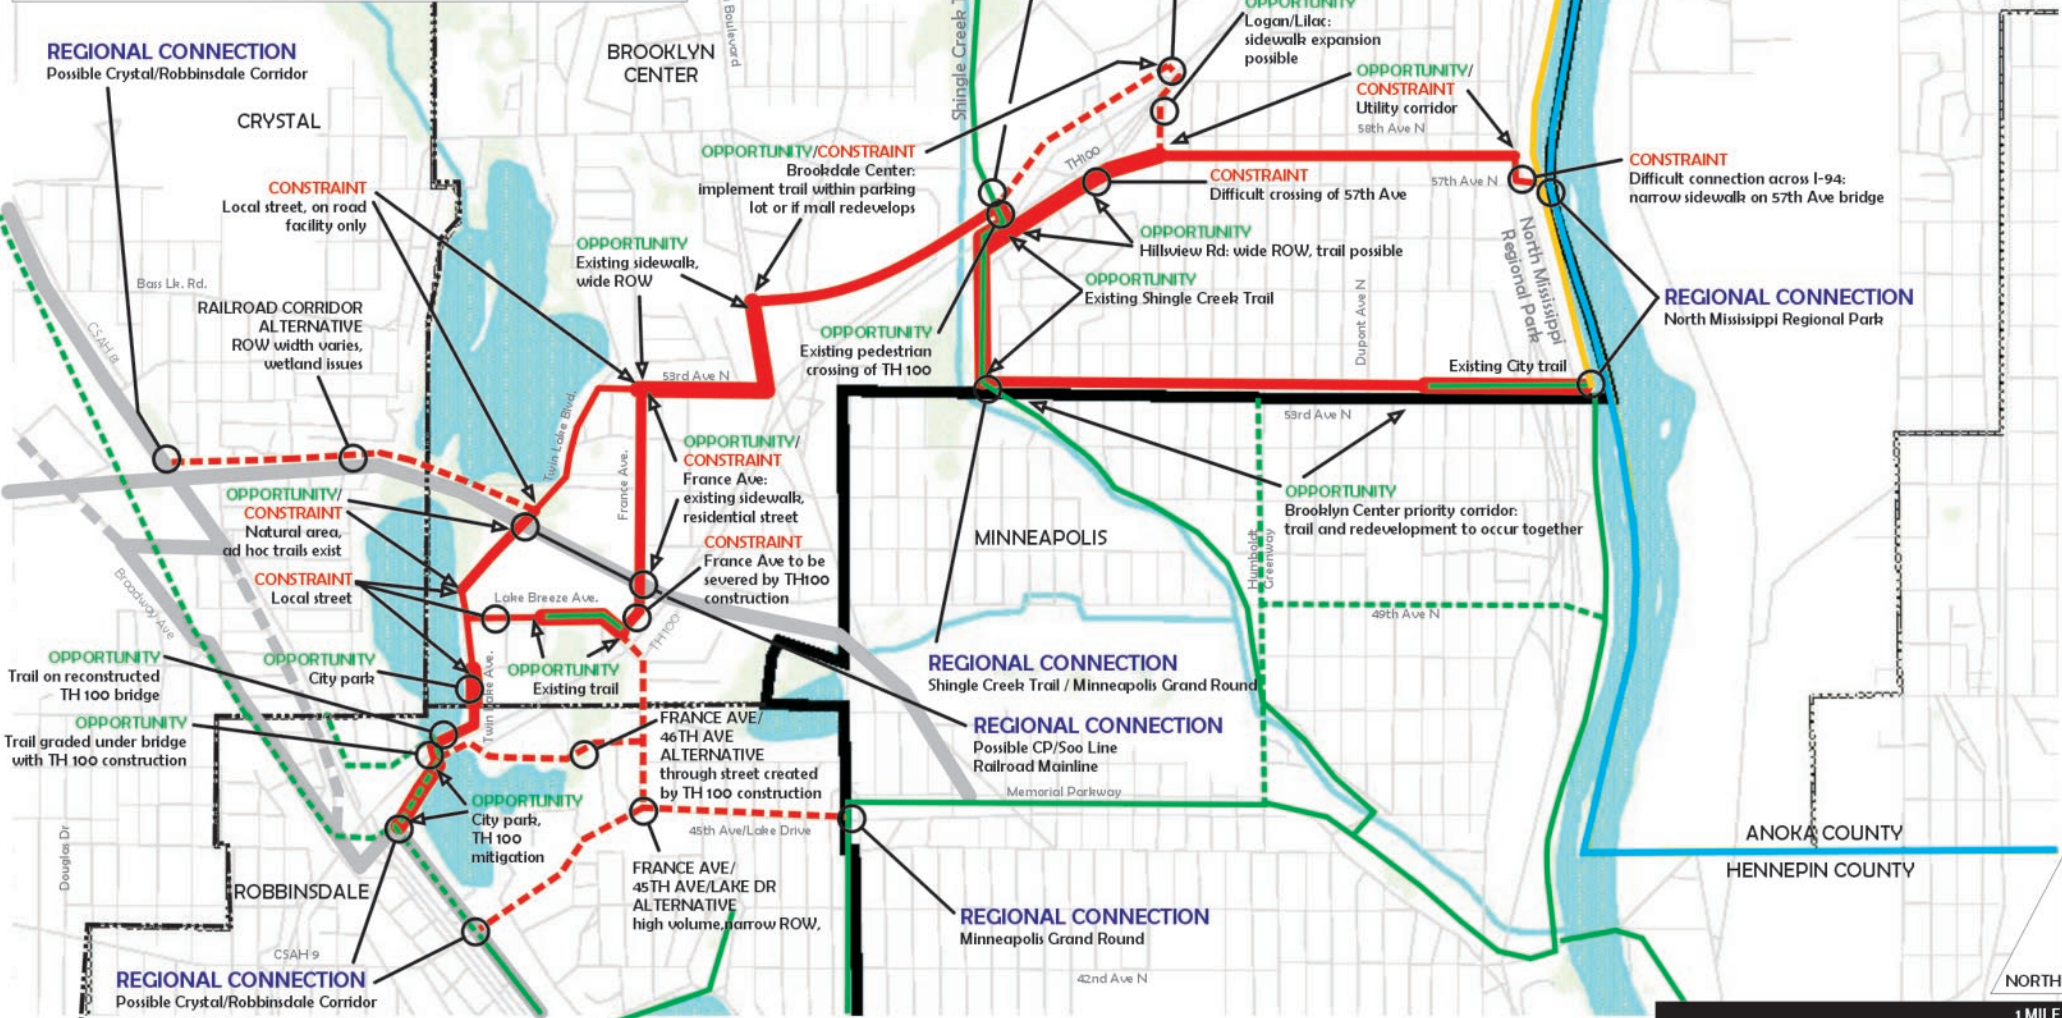 REGIONAL CONNECTION
Possible Crystal/Robbinsdale Corridor
CRYSTAL
BROOKLYN
CENTER
Boulevard
Shingle Creek
OPPORTUNITY
Logan/Lilac:
sidewalk expansion
possible
OPPORTUNITY/
CONSTRAINT
Utility corridor
58th Ave N
CONSTRAINT
Local street, on road
facility only
OPPORTUNITY/CONSTRAINT
Brookdale Center:
implement trail within parking
lot or if mall redevelops
TH100
CONSTRAINT
Difficult crossing of 57th Ave
57th Ave N
CONSTRAINT
Difficult connection across I-94:
narrow sidewalk on 57th Ave bridge
OPPORTUNITY
Existing sidewalk,
wide ROW
OPPORTUNITY
Hillsview Rd: wide ROW, trail possible
OPPORTUNITY
Existing Shingle Creek Trail
North Mississippi
Regional Park
REGIONAL CONNECTION
North Mississippi Regional Park
Bass Lk. Rd.
CSAH 81
RAILROAD CORRIDOR
ALTERNATIVE
ROW width varies,
wetland issues
OPPORTUNITY
Existing pedestrian
crossing of TH 100
Dupont Ave N
Existing City trail
53rd Ave N
53rd Ave N
Twin Lake Blvd.
France Ave.
OPPORTUNITY/
CONSTRAINT
France Ave:
existing sidewalk,
residential street
OPPORTUNITY/
CONSTRAINT
Natural area,
ad hoc trails exist
OPPORTUNITY
Brooklyn Center priority corridor:
trail and redevelopment to occur together
MINNEAPOLIS
Humboldt
Greenway
CONSTRAINT
France Ave to be
severed by TH100
construction
CONSTRAINT
Local street
Lake Breeze Ave.
TH 100
49th Ave N
Broadway Ave
OPPORTUNITY
Trail on reconstructed
TH 100 bridge
OPPORTUNITY
City park
OPPORTUNITY
Existing trail
Twin Lake Ave.
REGIONAL CONNECTION
Shingle Creek Trail / Minneapolis Grand Round
OPPORTUNITY
Trail graded under bridge
with TH 100 construction
FRANCE AVE/
46TH AVE
ALTERNATIVE
through street created
by TH 100 construction
REGIONAL CONNECTION
Possible CP/Soo Line
Railroad Mainline
Memorial Parkway
OPPORTUNITY
City park,
TH 100
mitigation
45th Ave/Lake Drive
Douglas Dr
ANOKA COUNTY
HENNEPIN COUNTY
ROBBINSDALE
FRANCE AVE/
45TH AVE/LAKE DR
ALTERNATIVE
high volume,narrow ROW,
REGIONAL CONNECTION
Minneapolis Grand Round
CSAH 9
REGIONAL CONNECTION
Possible Crystal/Robbinsdale Corridor
42nd Ave N
NORTH
1 MILE